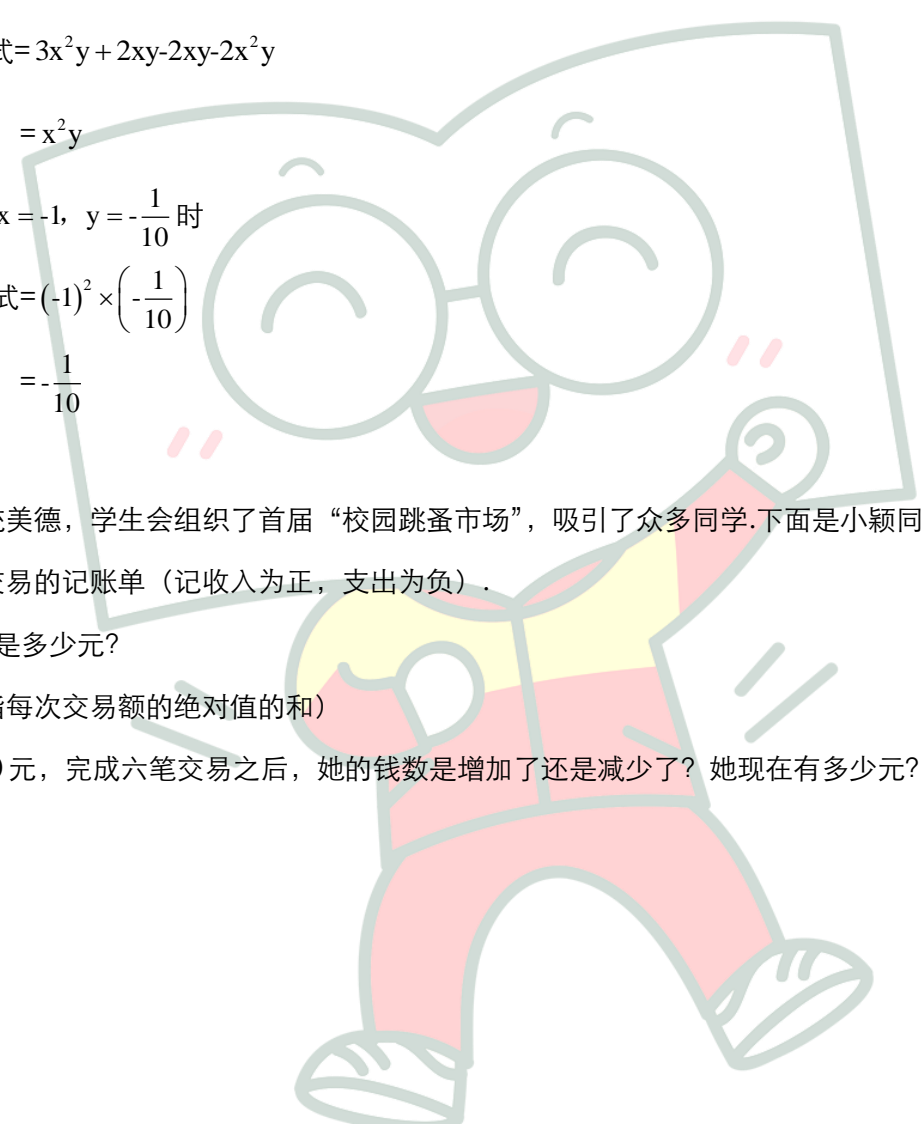 式=3x²y+2xy-2xy-2x²y
=x²y
x=-1，y=-1/10时
式=(-1)²×(-1/10)
=-1/10
美德，学生会组织了首届“校园跳蚤市场”，吸引了众多同学.下面是小颖同
易的记账单（记收入为正，支出为负）.
是多少元？
每次交易额的绝对值的和）
元，完成六笔交易之后，她的钱数是增加了还是减少了？她现在有多少元？